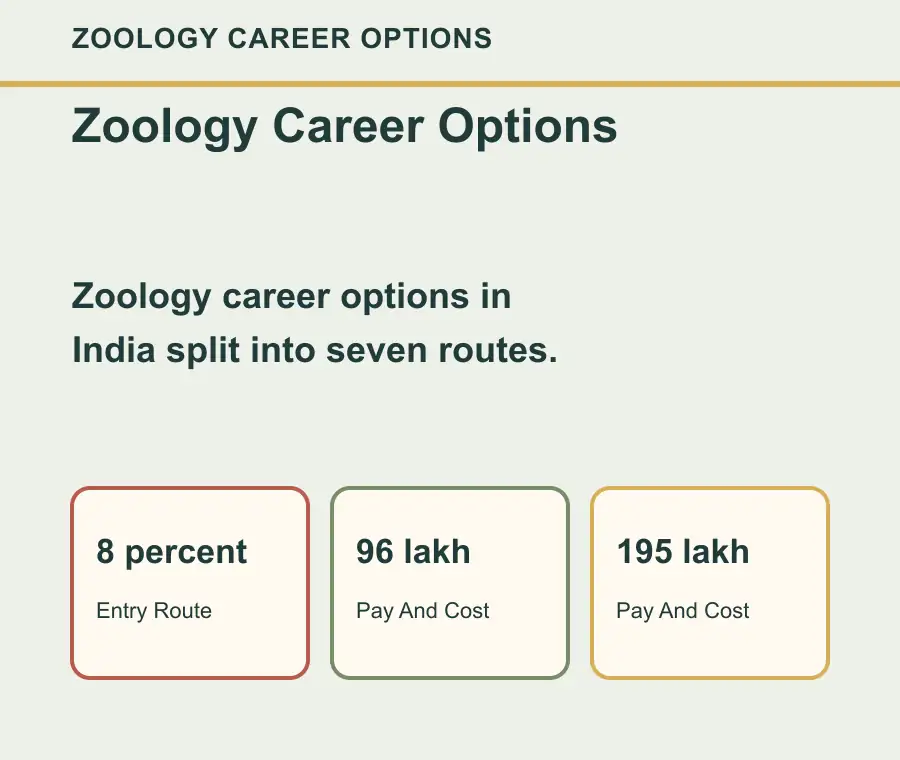 ZOOLOGY CAREER OPTIONS
Zoology Career Options
Zoology career options in
India split into seven routes.
8 percent
Entry Route
96 lakh
Pay And Cost
195 lakh
Pay And Cost